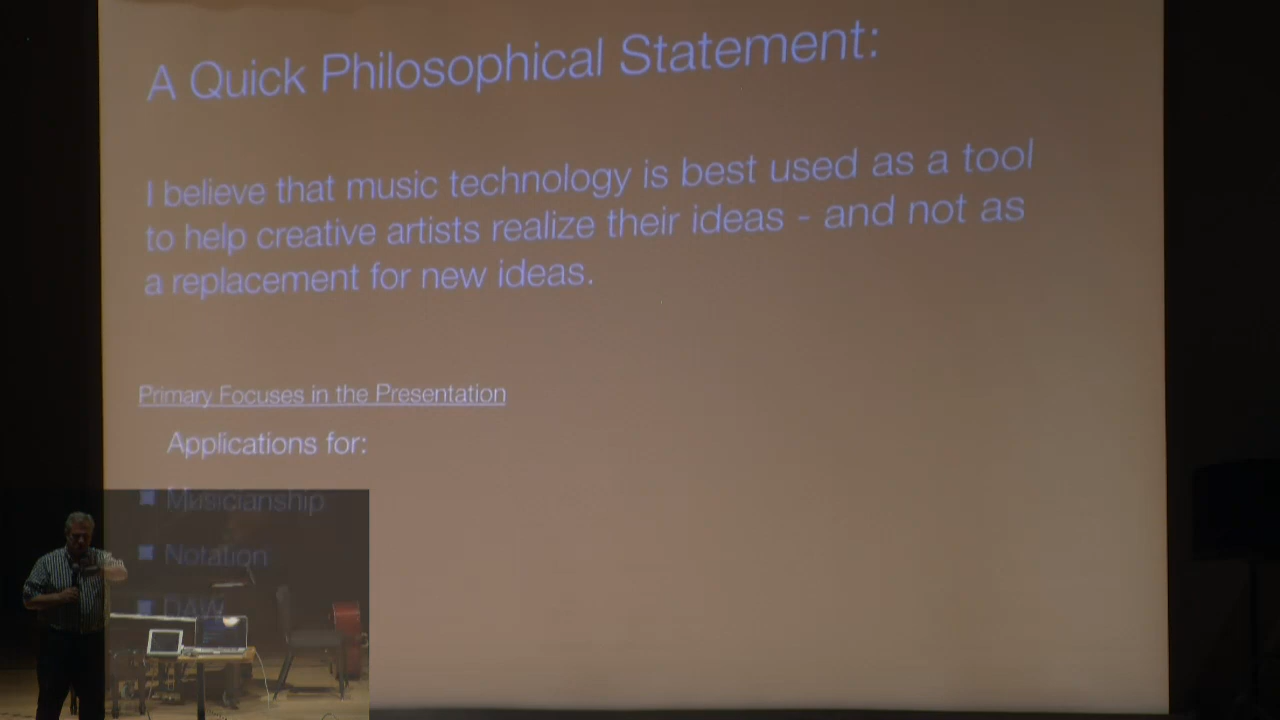 A Quick Philosophical Statement:
I believe that music technology is best used as a tool
to help creative artists realize their ideas - and not as
a replacement for new ideas.
Primary Focuses in the Presentation
Applications for:
Musicianship
Notation
DAW